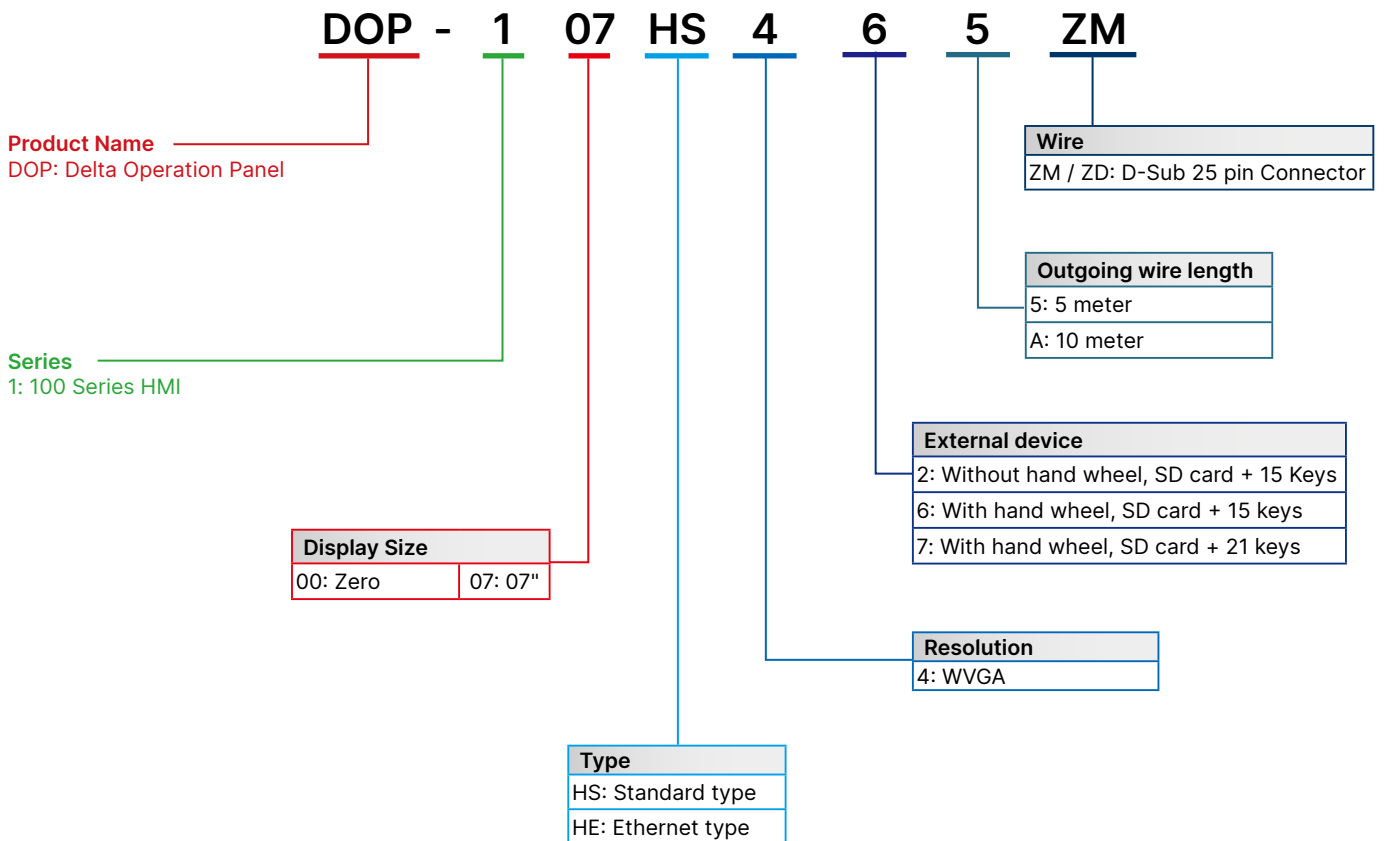 DOP - 1 07 HS 4 6 5 ZM
Product Name
DOP: Delta Operation Panel
Wire
ZM / ZD: D-Sub 25 pin Connector
Outgoing wire length
5: 5 meter
A: 10 meter
Series
1: 100 Series HMI
External device
2: Without hand wheel, SD card + 15 Keys
6: With hand wheel, SD card + 15 keys
7: With hand wheel, SD card + 21 keys
Display Size
00: Zero 07: 07"
Resolution
4: WVGA
Type
HS: Standard type
HE: Ethernet type